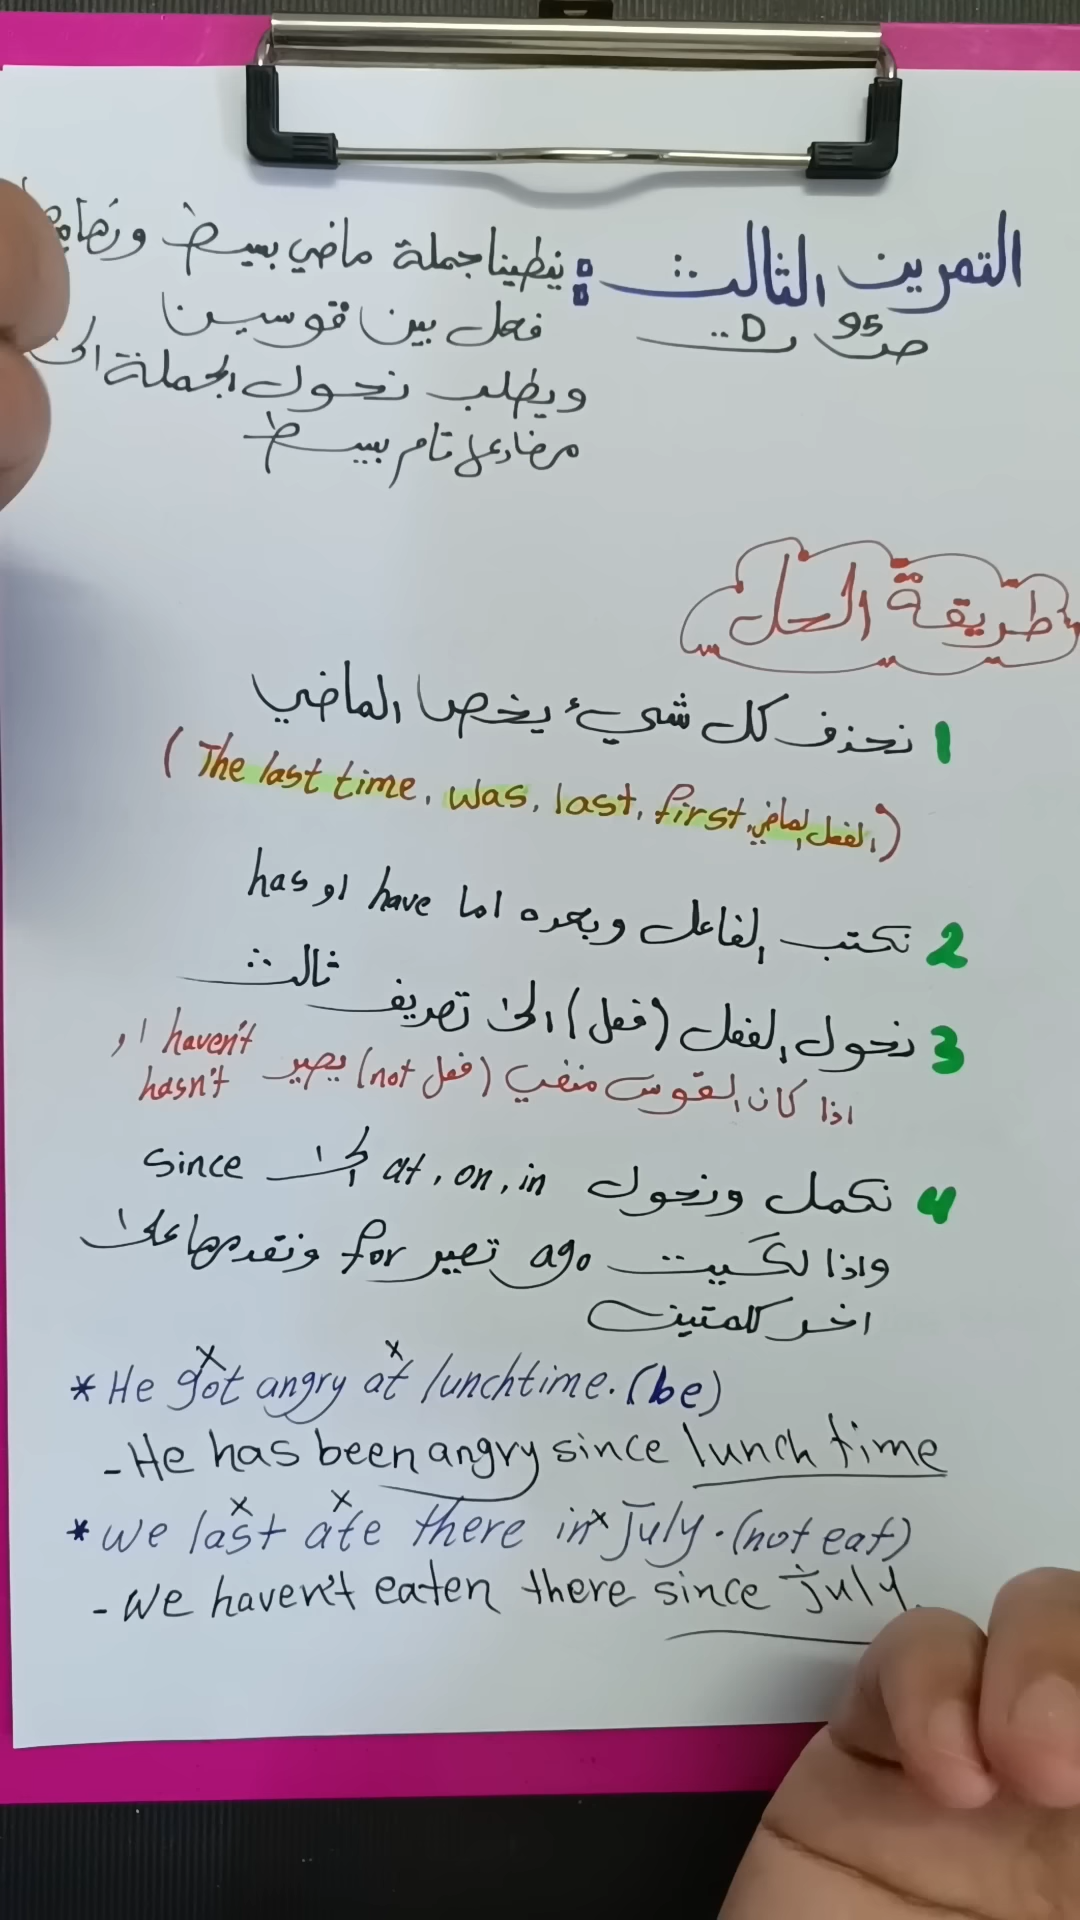 التمرين الثالث: ينطينا جملة ماضي بسيط
ص 95 ت D
فعل بين قوسين
ويطلب نحول الجملة الى
مضارع تام بسيط
طريقة الحل
1 نحذف كل شيء يخص الماضي
( The last time, was, last, first, الفعل الماضي )
2 نكتب الفاعل وبعده اما have او has
3 نحول الفعل (فعل) الى تصريف ثالث
اذا كان القوس منفي (not فعل) يصير haven't او
hasn't
4 نكمل ونحول at, on, in الى since
واذا لكيت ago تصير for ونقدمها على
اخر كلمتين
* He got angry at lunchtime. (be)
- He has been angry since lunch time
* we last ate there in July. (not eat)
- we haven't eaten there since July.